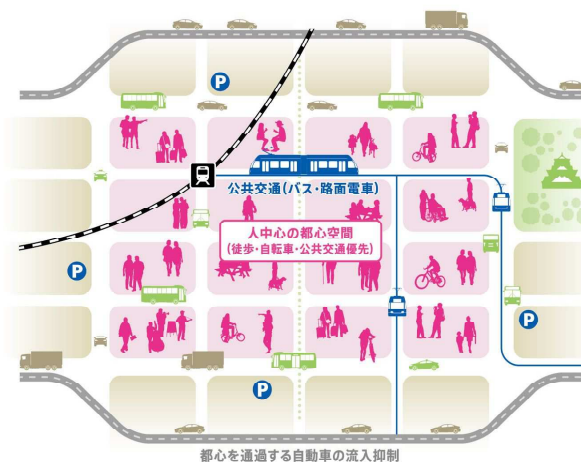 P
公共交通(バス・路面電車)
人中心の都心空間
(徒歩・自転車・公共交通優先)
P
P
P
都心を通過する自動車の流入抑制